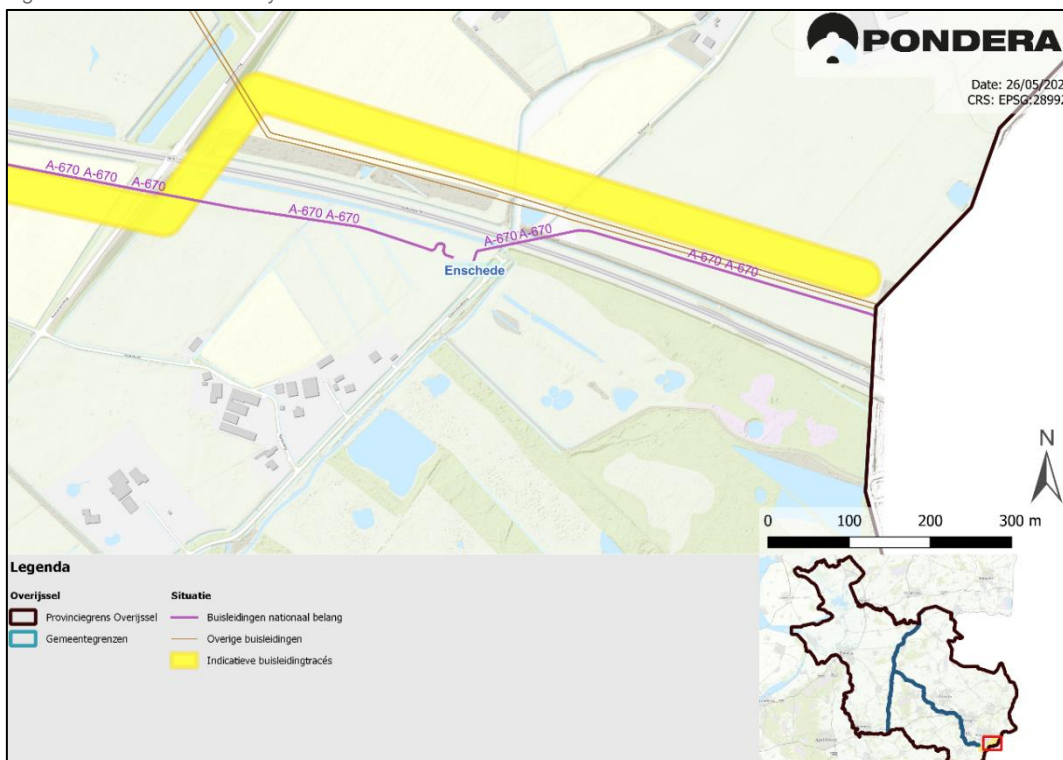 PONDERA
Date: 26/05/202
CRS: EPSG:28992
A-670 A-670
A-670
A-670 A-670
A-670 A-670
A-670 A-670
Enschede
N
0 100 200 300 m
Legenda
Overijssel
Provinciegrens Overijssel
Gemeentegrenzen
Situatie
Buisleidingen nationaal belang
Overige buisleidingen
Indicatieve buisleidingtracés